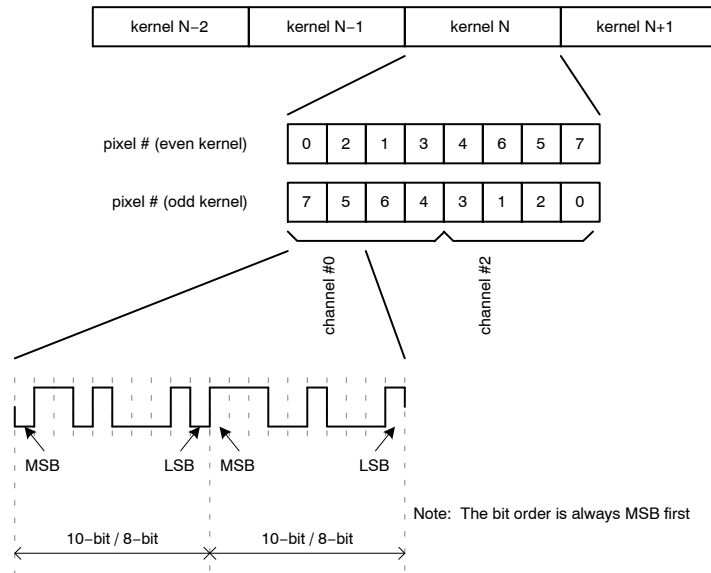 kernel N−2 kernel N−1 kernel N kernel N+1
pixel # (even kernel) 0 2 1 3 4 6 5 7
pixel # (odd kernel) 7 5 6 4 3 1 2 0
channel #0 channel #2
MSB LSB MSB LSB
Note: The bit order is always MSB first
10−bit / 8−bit 10−bit / 8−bit